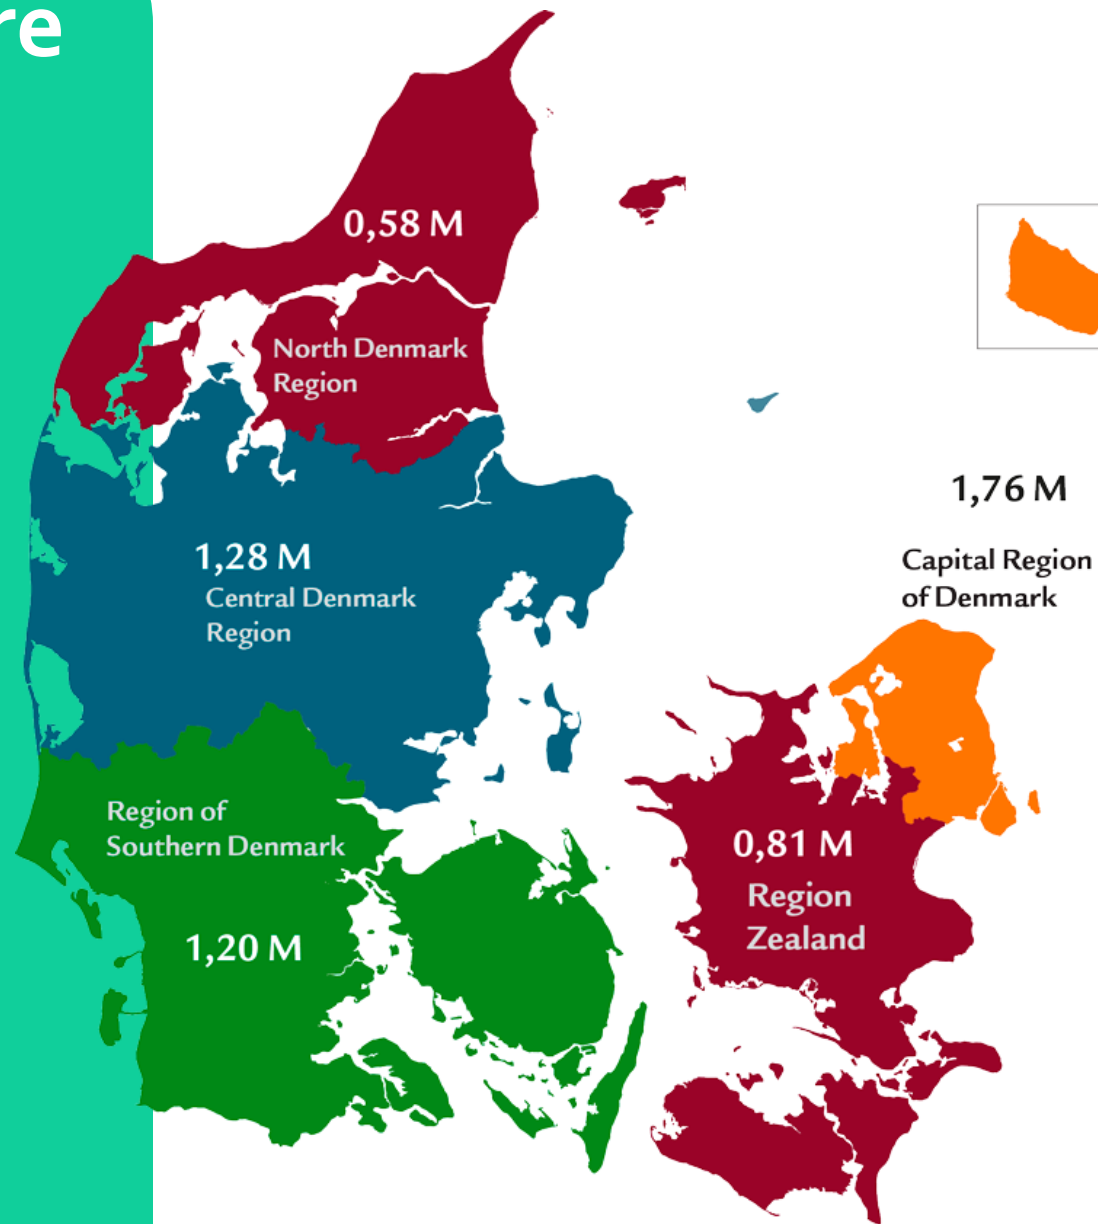 re
0,58 M
North Denmark
Region
1,76 M
Capital Region
of Denmark
1,28 M
Central Denmark
Region
Region of
Southern Denmark
0,81 M
Region
Zealand
1,20 M